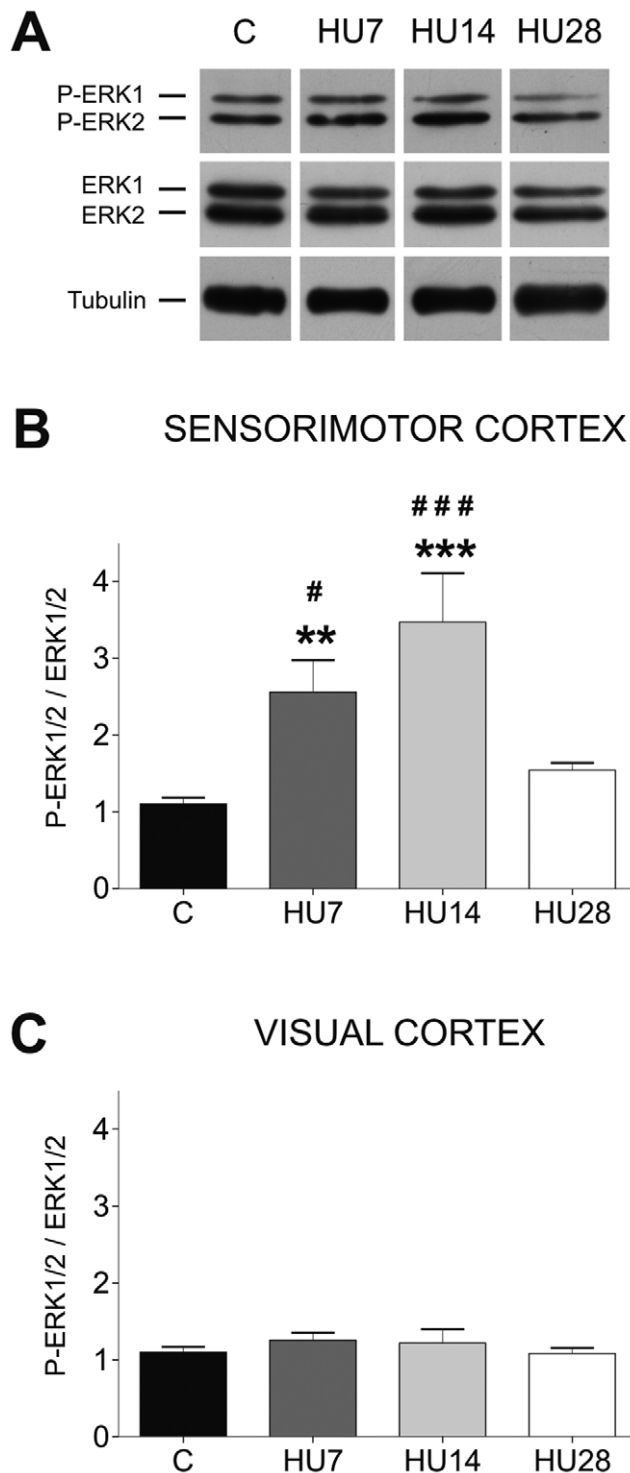 A
C HU7 HU14 HU28
P-ERK1
P-ERK2
ERK1
ERK2
Tubulin
B
SENSORIMOTOR CORTEX
P-ERK1/2 / ERK1/2
4
3
2
1
0
#
**
###
***
C HU7 HU14 HU28
C
VISUAL CORTEX
P-ERK1/2 / ERK1/2
4
3
2
1
0
C HU7 HU14 HU28